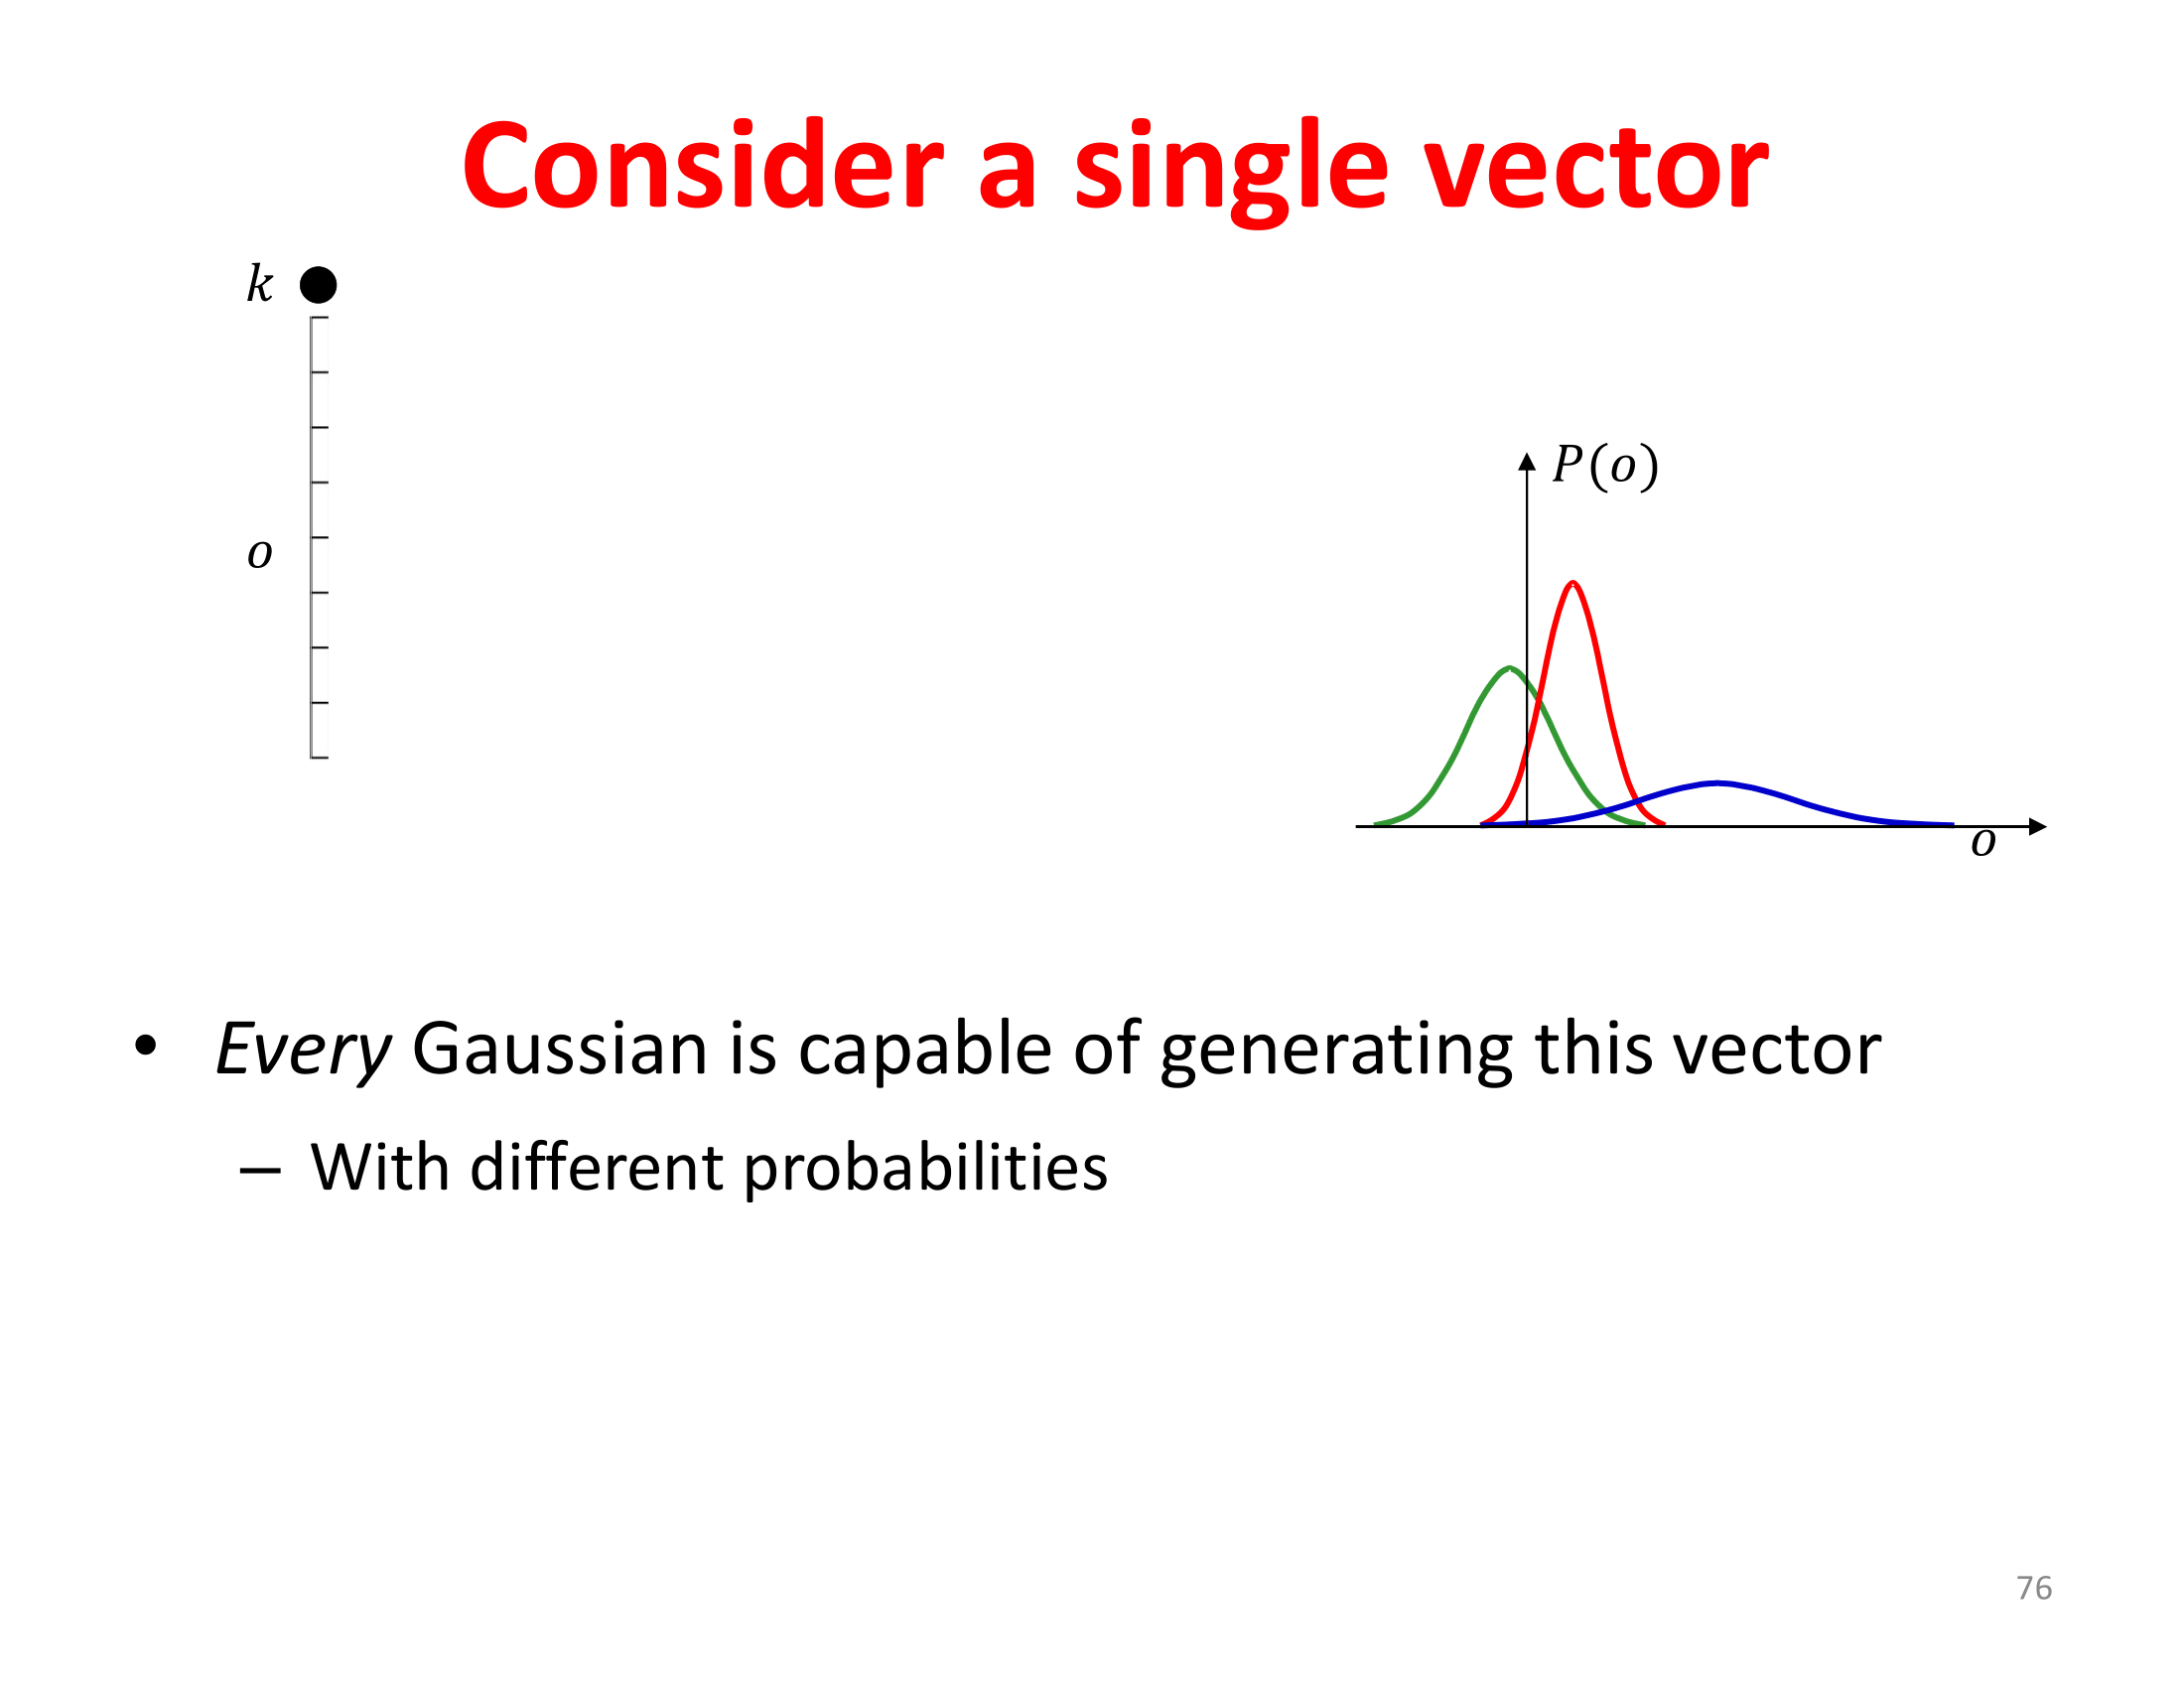 Consider a single vector
k
P(o)
o
o
• Every Gaussian is capable of generating this vector
– With different probabilities
76